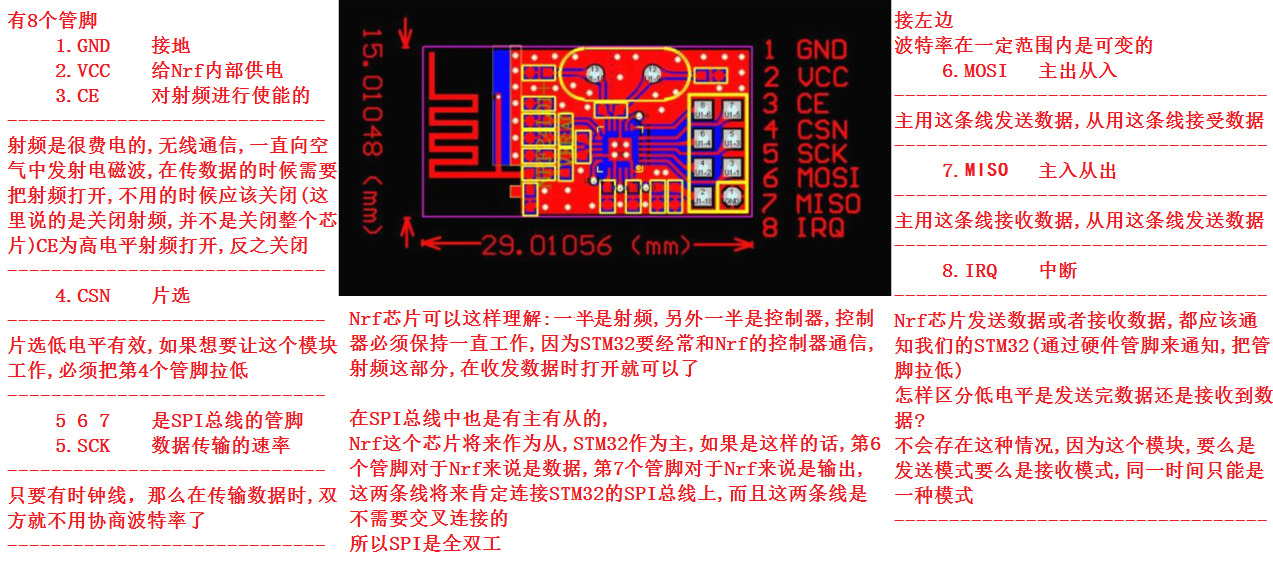 有8个管脚
1.GND 接地
2.VCC 给Nrf内部供电
3.CE 对射频进行使能的
------------------------------
射频是很费电的,无线通信,一直向空
气中发射电磁波,在传数据的时候需要
把射频打开,不用的时候应该关闭(这
里说的是关闭射频,并不是关闭整个芯
片)CE为高电平射频打开,反之关闭
------------------------------
4.CSN 片选
------------------------------
片选低电平有效,如果想要让这个模块
工作,必须把第4个管脚拉低
------------------------------
5 6 7 是SPI总线的管脚
5.SCK 数据传输的速率
------------------------------
只要有时钟线，那么在传输数据时,双
方就不用协商波特率了
------------------------------
15.01048 (mm)
29.01056 (mm)
1 GND
2 VCC
3 CE
4 CSN
5 SCK
6 MOSI
7 MISO
8 IRQ
Nrf芯片可以这样理解:一半是射频,另外一半是控制器,控制
器必须保持一直工作,因为STM32要经常和Nrf的控制器通信,
射频这部分,在收发数据时打开就可以了
在SPI总线中也是有主有从的,
Nrf这个芯片将来作为从,STM32作为主,如果是这样的话,第6
个管脚对于Nrf来说是数据,第7个管脚对于Nrf来说是输出,
这两条线将来肯定连接STM32的SPI总线上,而且这两条线是
不需要交叉连接的
所以SPI是全双工
接左边
波特率在一定范围内是可变的
6.MOSI 主出从入
----------------------------------
主用这条线发送数据,从用这条线接受数据
----------------------------------
7.MISO 主入从出
----------------------------------
主用这条线接收数据,从用这条线发送数据
----------------------------------
8.IRQ 中断
----------------------------------
Nrf芯片发送数据或者接收数据,都应该通
知我们的STM32(通过硬件管脚来通知,把管
脚拉低)
怎样区分低电平是发送完数据还是接收到数
据?
不会存在这种情况,因为这个模块,要么是
发送模式要么是接收模式,同一时间只能是
一种模式
----------------------------------